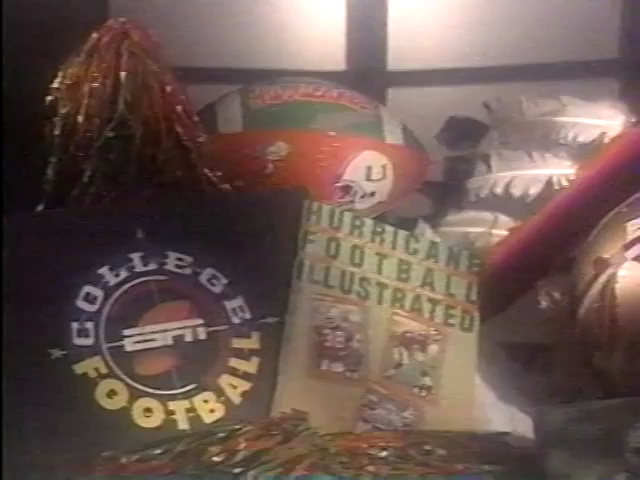 U
HURRICANE
FOOTBALL
ILLUSTRATED
COLLEGE
ESPN
FOOTBALL